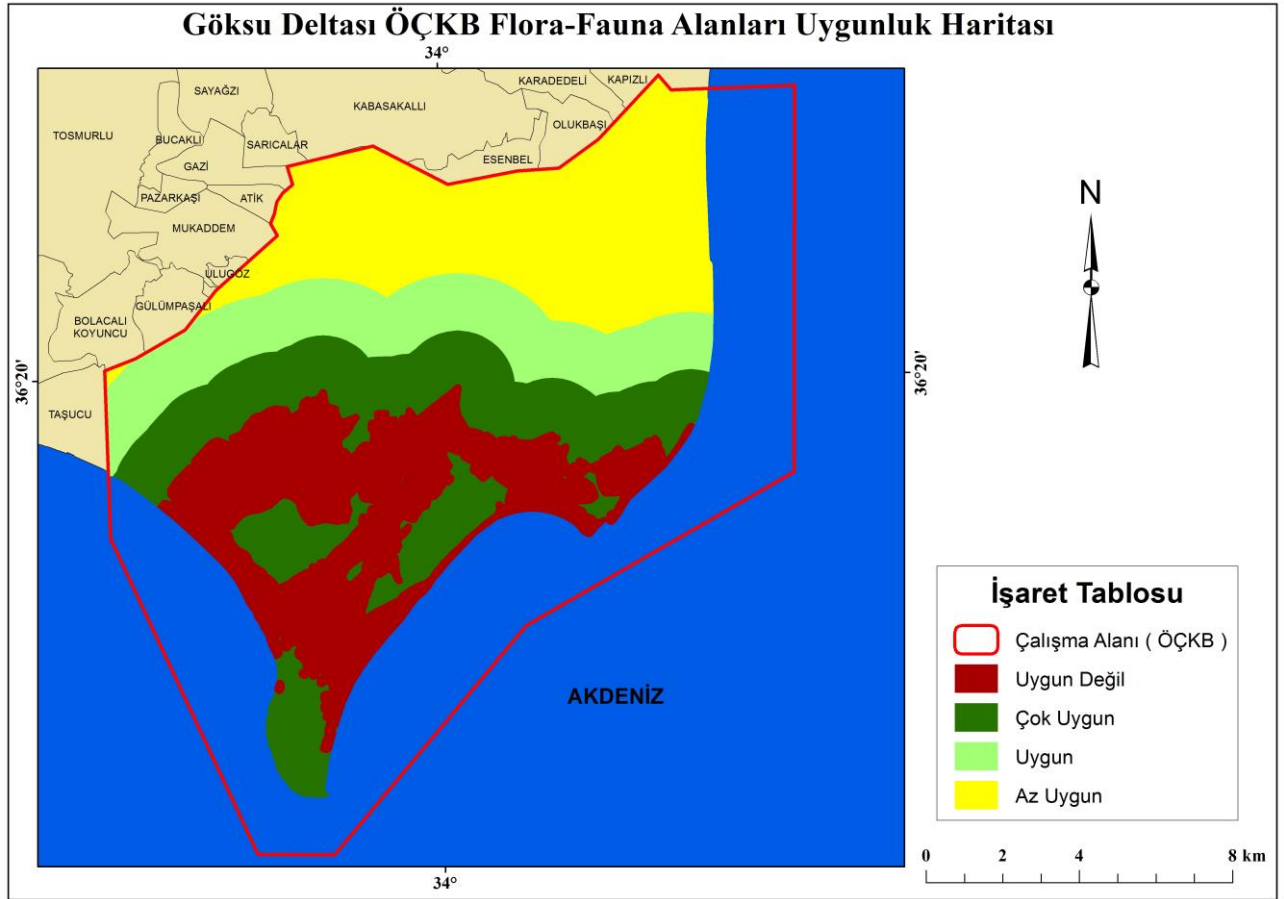 Göksu Deltası ÖÇKB Flora-Fauna Alanları Uygunluk Haritası
34°
KARADEDELİ
KAPIZLI
SAYAĞZI
KABASAKALLI
OLUKBAŞI
TOSMURLU
BUCAKLI
SARICALAR
ESENBEL
GAZİ
PAZARKAŞI
ATİK
MUKADDEM
N
ULUGÖZ
GÜLÜMPAŞALI
BOLACALI
KOYUNCU
36°20'
36°20'
TAŞUCU
AKDENİZ
İşaret Tablosu
Çalışma Alanı ( ÖÇKB )
Uygun Değil
Çok Uygun
Uygun
Az Uygun
0 2 4 8 km
34°